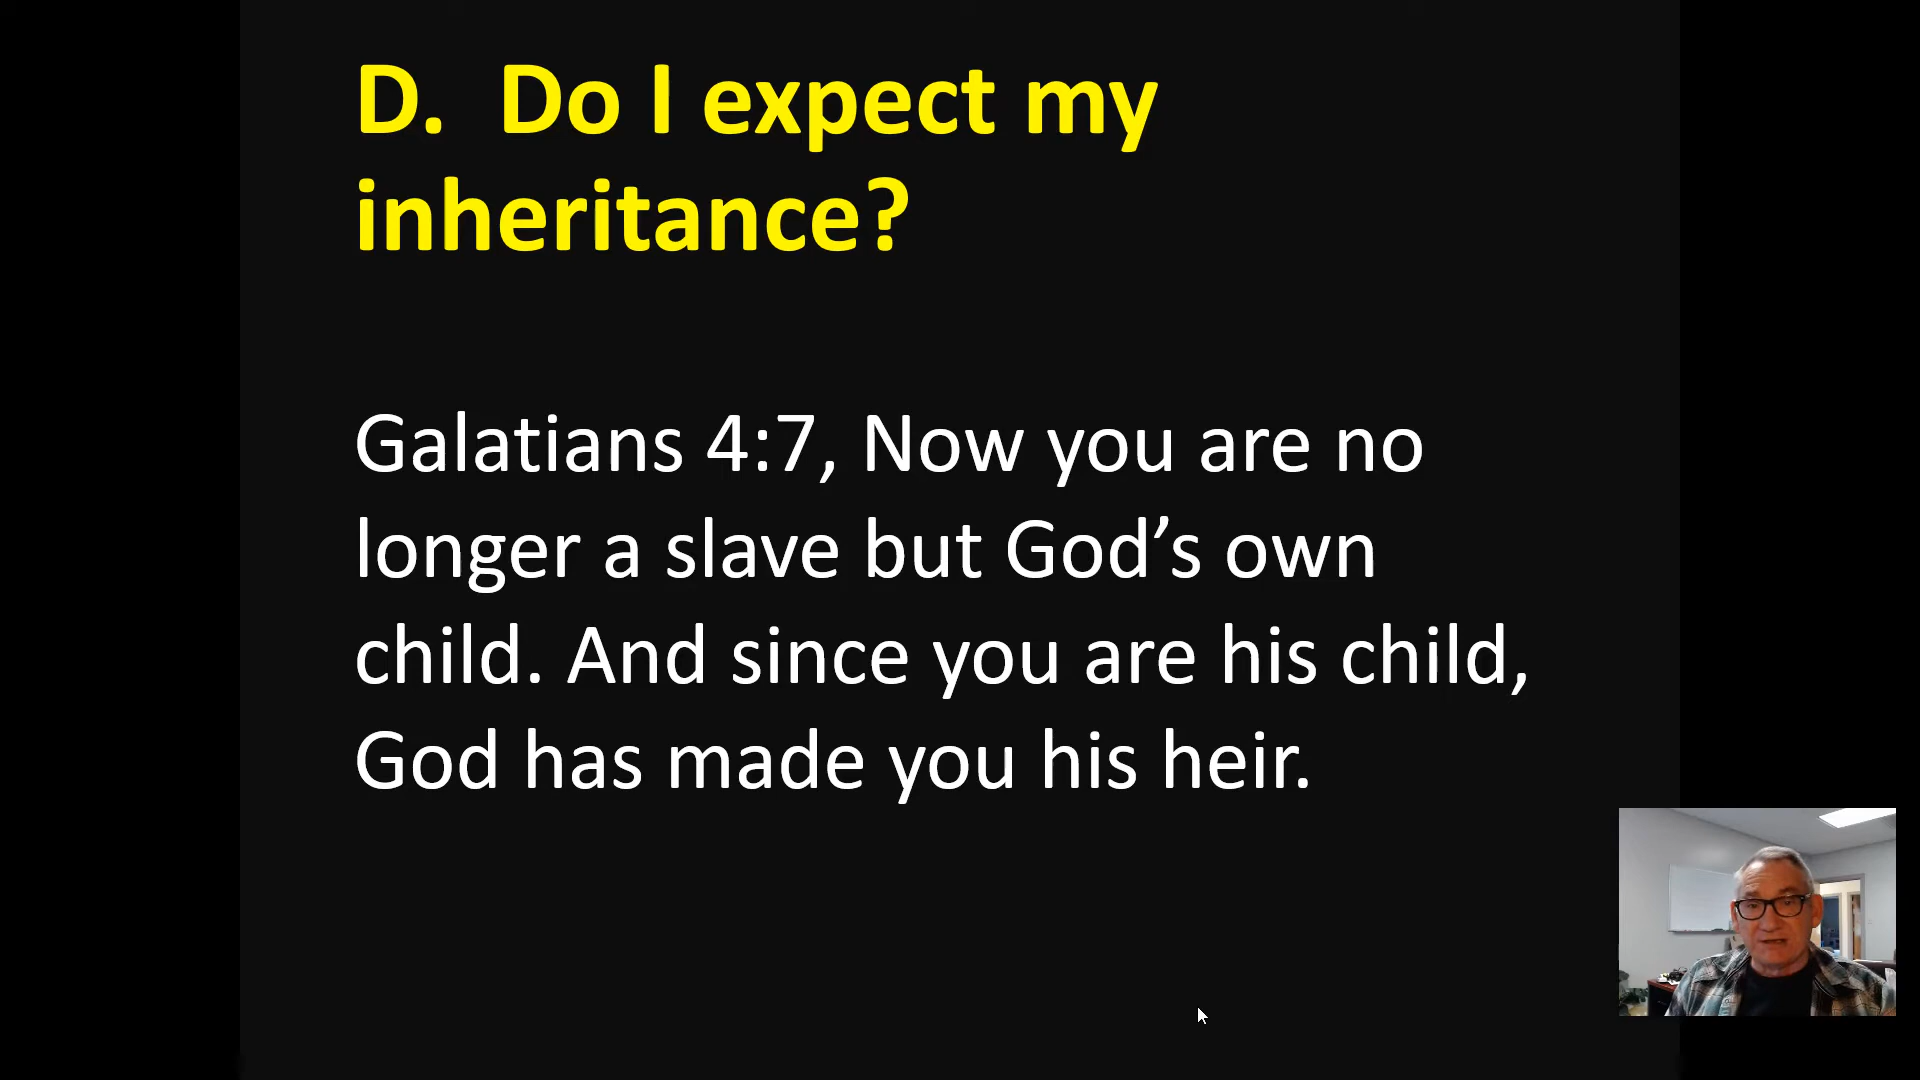 D.  Do I expect my
inheritance?
Galatians 4:7, Now you are no
longer a slave but God’s own
child. And since you are his child,
God has made you his heir.